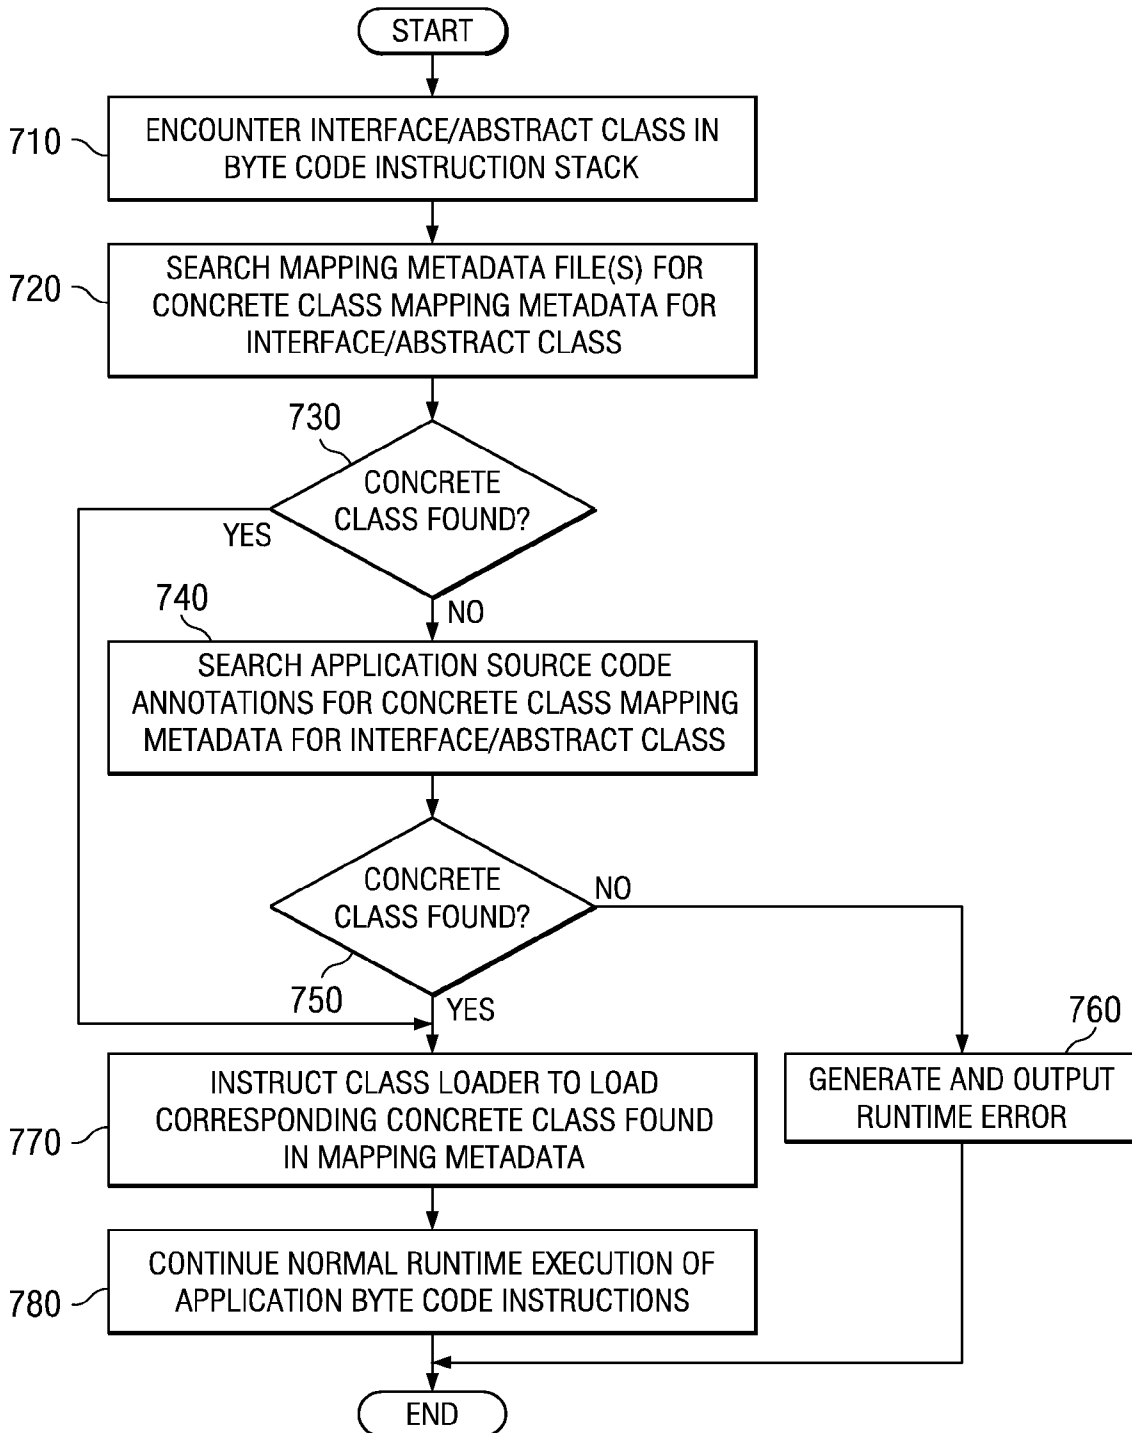 START
710
ENCOUNTER INTERFACE/ABSTRACT CLASS IN
BYTE CODE INSTRUCTION STACK
720
SEARCH MAPPING METADATA FILE(S) FOR
CONCRETE CLASS MAPPING METADATA FOR
INTERFACE/ABSTRACT CLASS
730
CONCRETE
CLASS FOUND?
YES
NO
740
SEARCH APPLICATION SOURCE CODE
ANNOTATIONS FOR CONCRETE CLASS MAPPING
METADATA FOR INTERFACE/ABSTRACT CLASS
CONCRETE
CLASS FOUND?
NO
750
YES
760
GENERATE AND OUTPUT
RUNTIME ERROR
770
INSTRUCT CLASS LOADER TO LOAD
CORRESPONDING CONCRETE CLASS FOUND
IN MAPPING METADATA
780
CONTINUE NORMAL RUNTIME EXECUTION OF
APPLICATION BYTE CODE INSTRUCTIONS
END